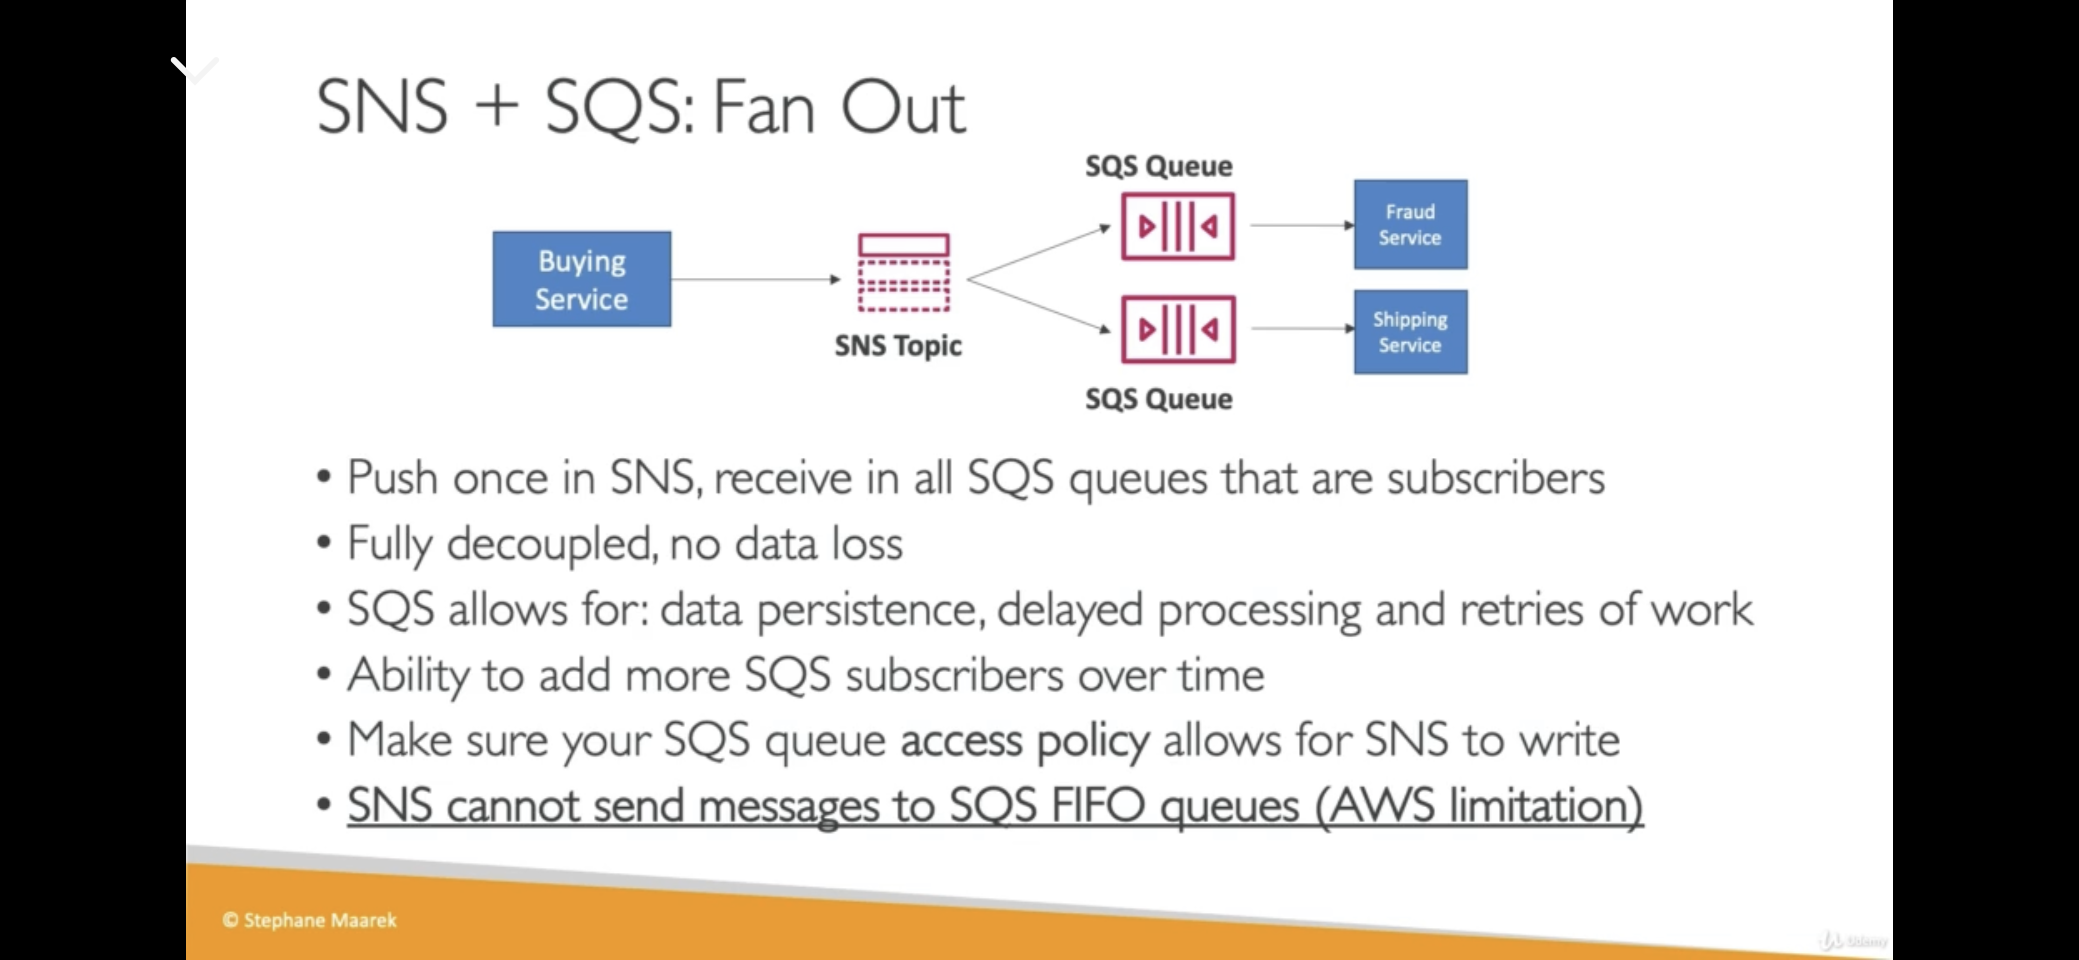 SNS + SQS: Fan Out
SQS Queue
Buying
Service
SNS Topic
Fraud
Service
Shipping
Service
SQS Queue
• Push once in SNS, receive in all SQS queues that are subscribers
• Fully decoupled, no data loss
• SQS allows for: data persistence, delayed processing and retries of work
• Ability to add more SQS subscribers over time
• Make sure your SQS queue access policy allows for SNS to write
• SNS cannot send messages to SQS FIFO queues (AWS limitation)
© Stephane Maarek
Udemy